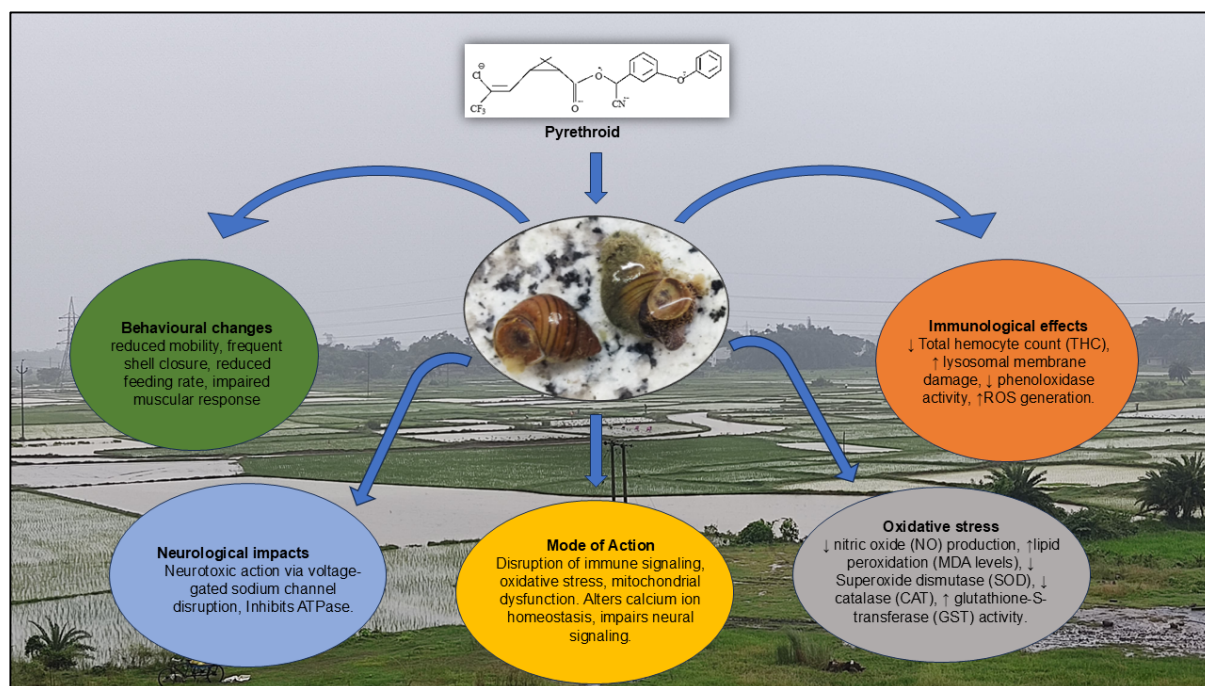 Cl
⊖
CF3
O
O
CN
O
Pyrethroid
Behavioural changes
reduced mobility, frequent
shell closure, reduced
feeding rate, impaired
muscular response
Immunological effects
↓ Total hemocyte count (THC),
↑ lysosomal membrane
damage, ↓ phenoloxidase
activity, ↑ROS generation.
Neurological impacts
Neurotoxic action via voltage-
gated sodium channel
disruption, Inhibits ATPase.
Mode of Action
Disruption of immune signaling,
oxidative stress, mitochondrial
dysfunction. Alters calcium ion
homeostasis, impairs neural
signaling.
Oxidative stress
↓ nitric oxide (NO) production, ↑lipid
peroxidation (MDA levels), ↓
Superoxide dismutase (SOD), ↓
catalase (CAT), ↑ glutathione-S-
transferase (GST) activity.